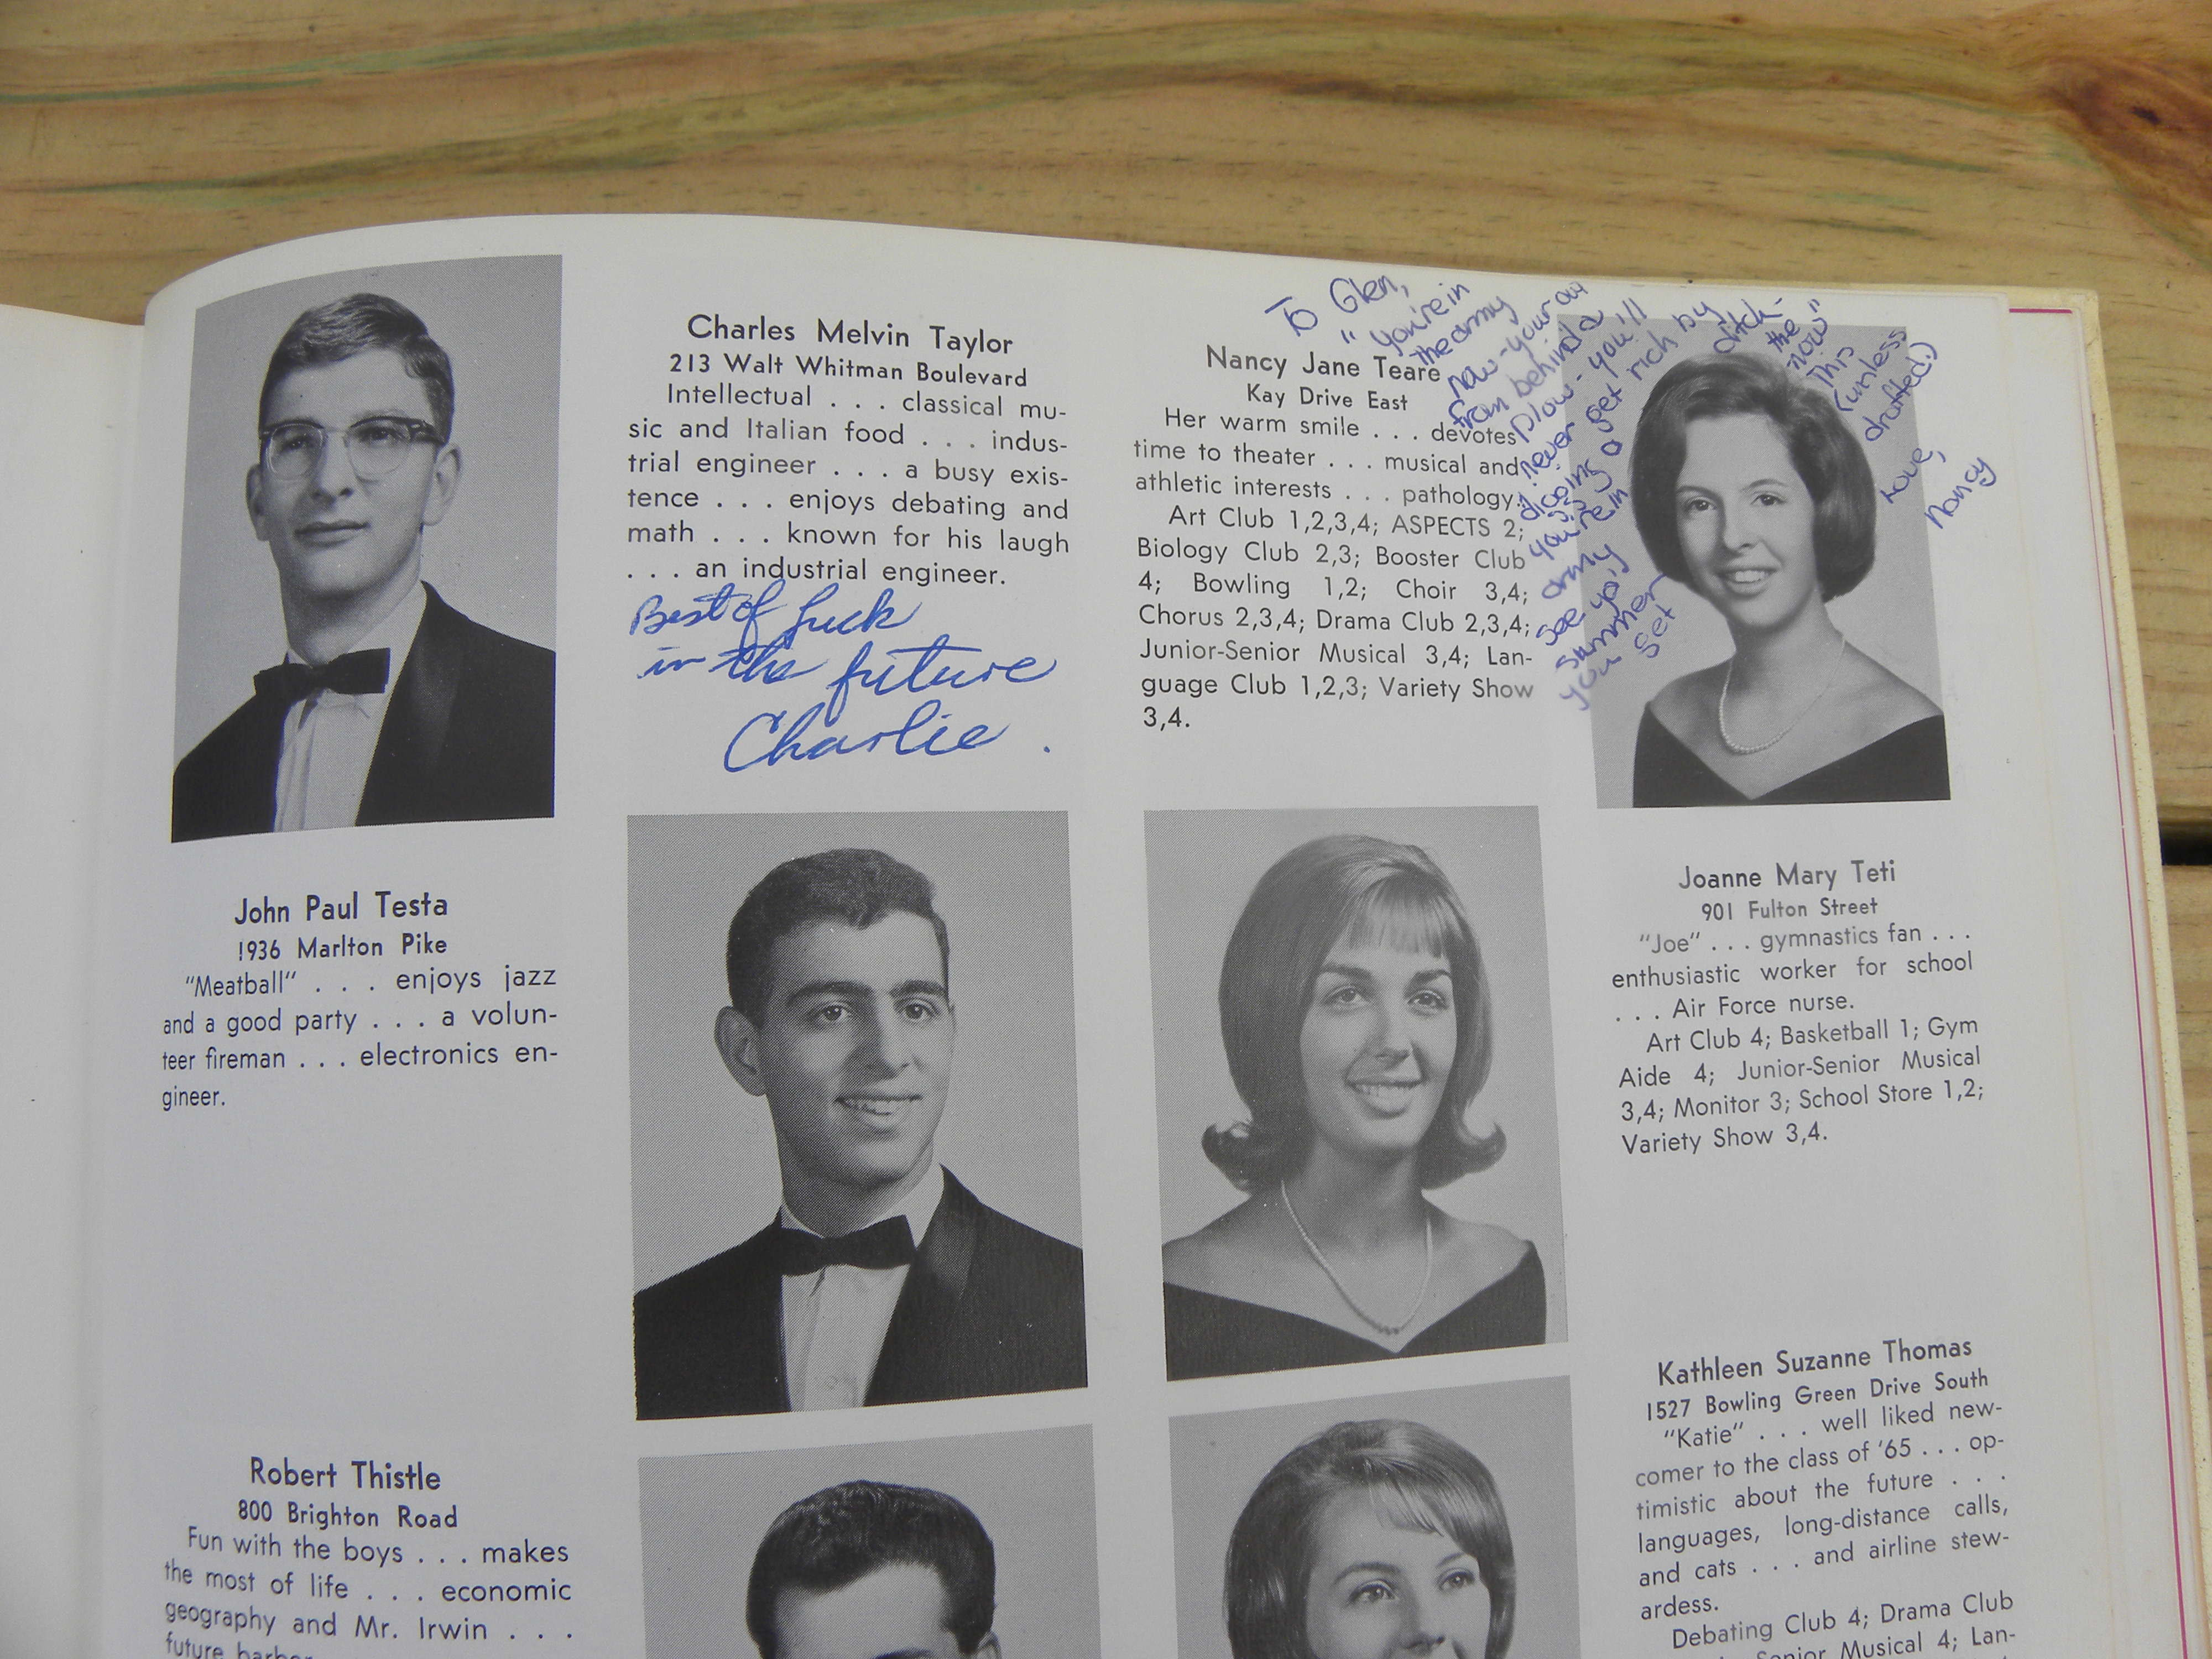 Charles Melvin Taylor
213 Walt Whitman Boulevard
Intellectual . . . classical mu-
sic and Italian food . . . indus-
trial engineer . . . a busy exis-
tence . . . enjoys debating and
math . . . known for his laugh
. . . an industrial engineer.
Best of luck
in the future
Charlie .
To Glen,
"You're in
the army
now - your on
from behind a
plow - you'll
never get rich by
digging a ditch -
you're in the
army now"
See ya'
summer
you get
This
(unless
drafted.)
Love,
Nancy
Nancy Jane Teare
Kay Drive East
Her warm smile . . . devotes
time to theater . . . musical and
athletic interests . . . pathology.
Art Club 1,2,3,4; ASPECTS 2;
Biology Club 2,3; Booster Club
4; Bowling 1,2; Choir 3,4;
Chorus 2,3,4; Drama Club 2,3,4;
Junior-Senior Musical 3,4; Lan-
guage Club 1,2,3; Variety Show
3,4.
John Paul Testa
1936 Marlton Pike
"Meatball" . . . enjoys jazz
and a good party . . . a volun-
teer fireman . . . electronics en-
gineer.
Joanne Mary Teti
901 Fulton Street
"Joe" . . . gymnastics fan . . .
enthusiastic worker for school
. . . Air Force nurse.
Art Club 4; Basketball 1; Gym
Aide 4; Junior-Senior Musical
3,4; Monitor 3; School Store 1,2;
Variety Show 3,4.
Robert Thistle
800 Brighton Road
Fun with the boys . . . makes
the most of life . . . economic
geography and Mr. Irwin . . .
future
Kathleen Suzanne Thomas
1527 Bowling Green Drive South
"Katie" . . . well liked new-
comer to the class of '65 . . . op-
timistic about the future . . .
languages, long-distance calls,
and cats . . . and airline stew-
ardess.
Debating Club 4; Drama Club
Musical 4; Lan-